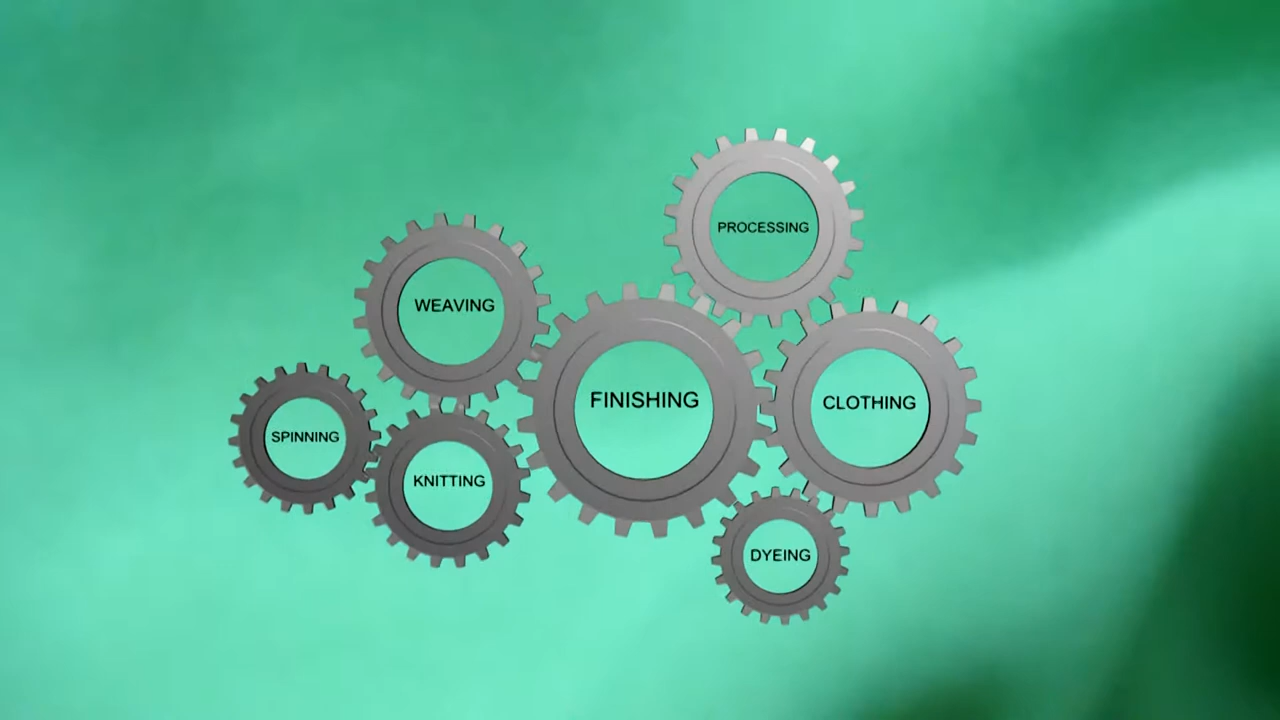 PROCESSING
WEAVING
FINISHING
CLOTHING
SPINNING
KNITTING
DYEING